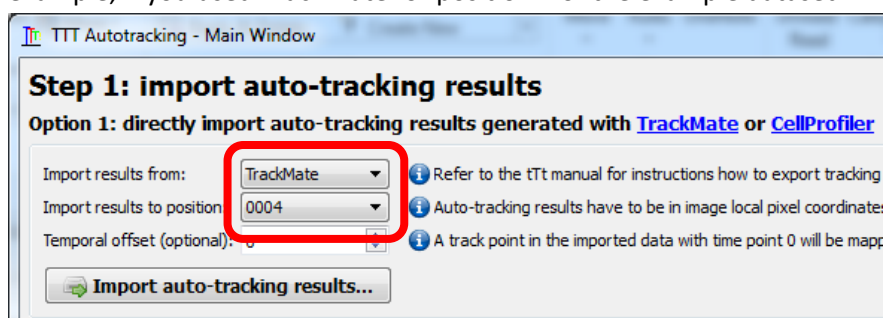 TTT Autotracking - Main Window
Step 1: import auto-tracking results
Option 1: directly import auto-tracking results generated with TrackMate or CellProfiler
Import results from: TrackMate Refer to the tTt manual for instructions how to export tracking
Import results to position: 0004 Auto-tracking results have to be in image local pixel coordinates
Temporal offset (optional): 0 A track point in the imported data with time point 0 will be mapp
Import auto-tracking results...